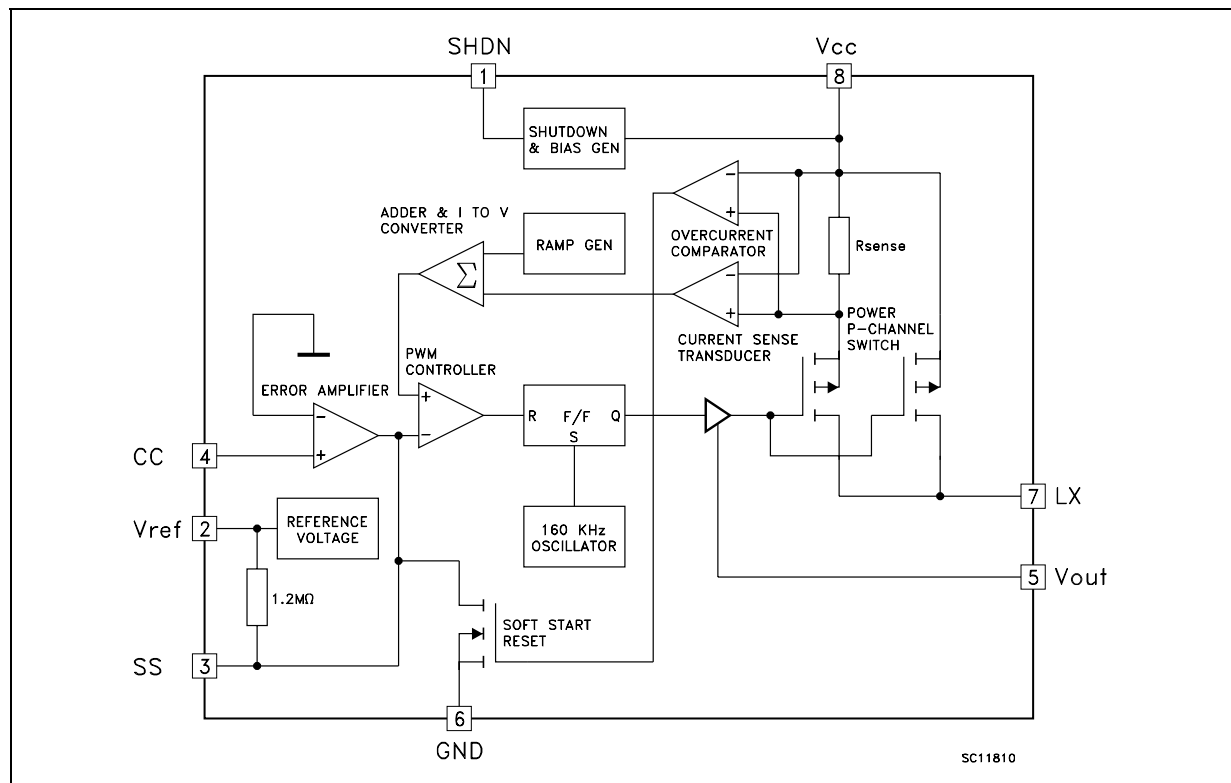 SHDN
Vcc
1
8
SHUTDOWN
& BIAS GEN
−
+
ADDER & I TO V
CONVERTER
RAMP GEN
OVERCURRENT
COMPARATOR
Rsense
Σ
−
+
POWER
P-CHANNEL
SWITCH
CURRENT SENSE
TRANSDUCER
PWM
CONTROLLER
ERROR AMPLIFIER
+
−
R F/F Q
S
−
+
CC
4
7
LX
Vref
2
REFERENCE
VOLTAGE
160 KHz
OSCILLATOR
5
Vout
1.2MΩ
SOFT START
RESET
SS
3
6
GND
SC11810